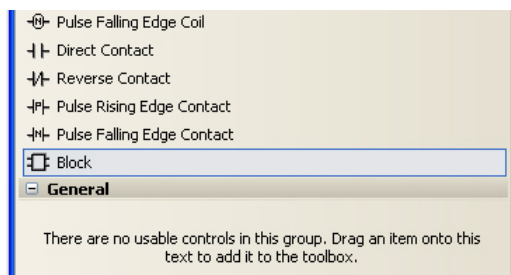 Pulse Falling Edge Coil
Direct Contact
Reverse Contact
Pulse Rising Edge Contact
Pulse Falling Edge Contact
Block
General
There are no usable controls in this group. Drag an item onto this
text to add it to the toolbox.